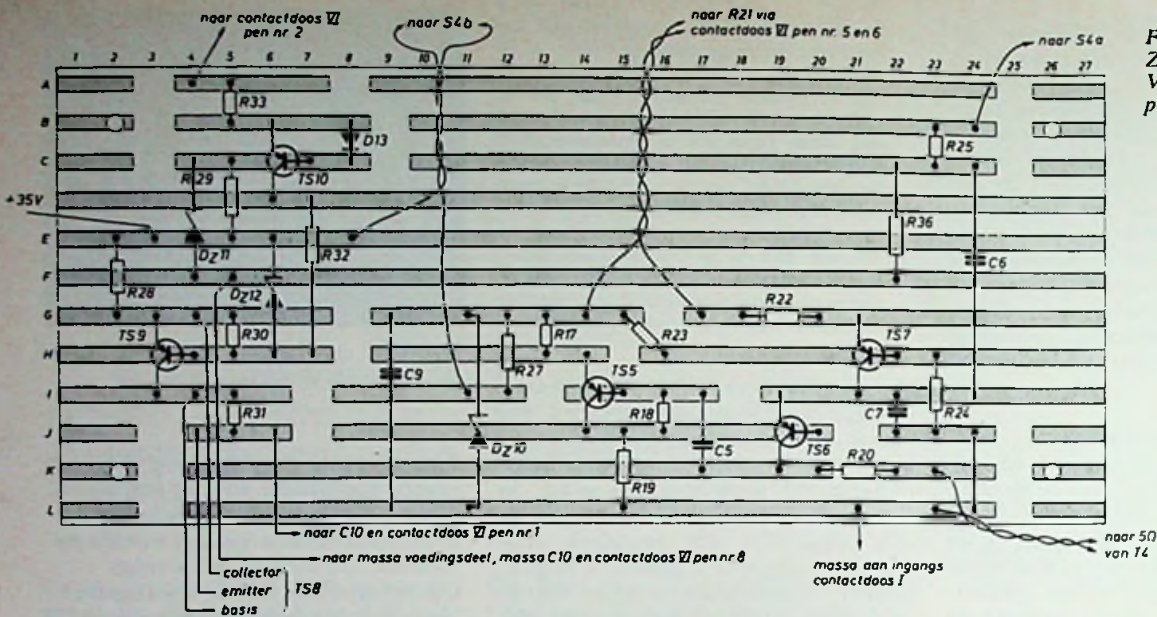 naar contactdoos VI
pen nr. 2
naar S4b
naar R21 via
contactdoos VI pen nr. 5 en 6
naar S4a
F
Z
V
p
1 2 3 4 5 6 7 8 9 10 11 12 13 14 15 16 17 18 19 20 21 22 23 24 25 26 27
A
R33
B
D13
R25
C
R29
TS10
+35V
R36
E
DZ11
R32
C6
F
R28
DZ12
G
R22
TS9
R30
R17
R23
TS7
H
R27
TS5
C9
I
R31
R18
C7
R24
J
DZ10
C5
TS6
K
R19
R20
L
naar C10 en contactdoos VI pen nr 1
naar massa voedingsdeel, massa C10 en contactdoos VI pen nr 8
collector
emitter
basis
TS8
massa aan ingangs
contactdoos I
naar 5Ω
van T4